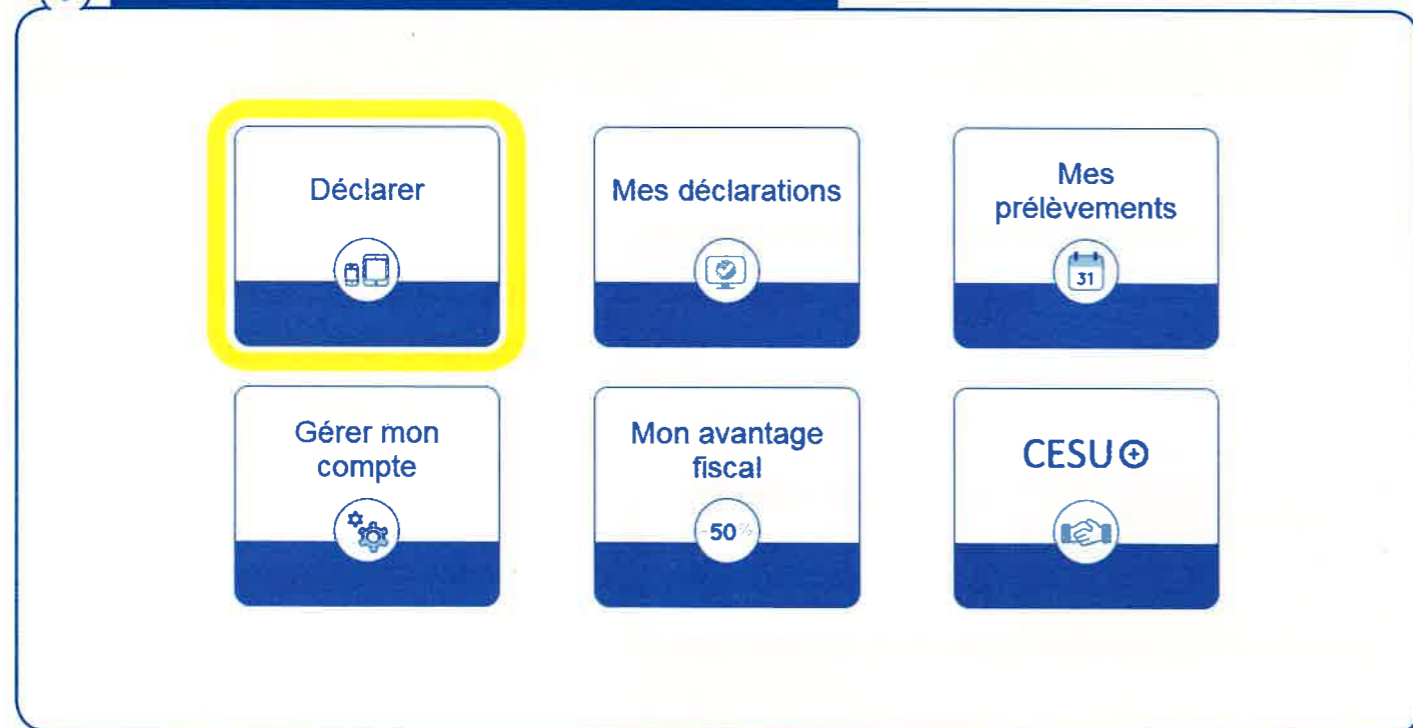 Déclarer
Mes déclarations
Mes
prélèvements
31
Gérer mon
compte
Mon avantage
fiscal
-50%
CESU+